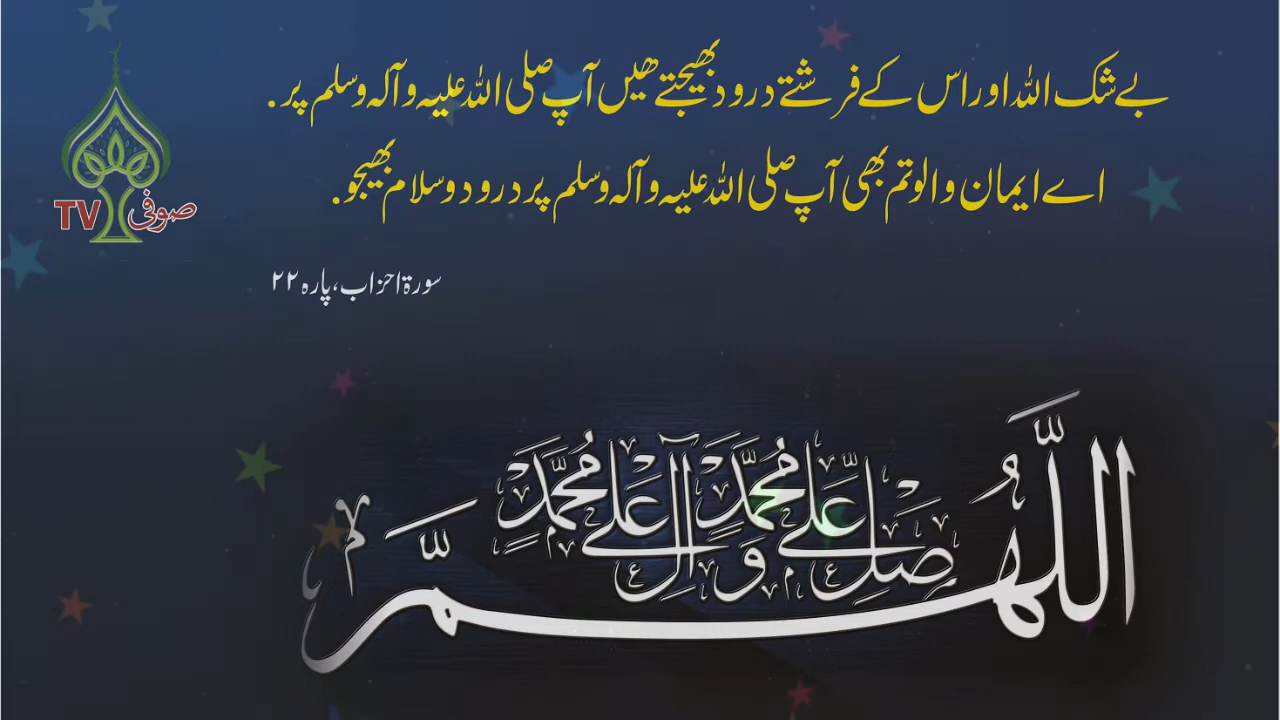 بے شک اللہ اور اس کے فرشتے درود بھیجتے ھیں آپ صلی اللہ علیہ وآلہ وسلم پر.
اے ایمان والو تم بھی آپ صلی اللہ علیہ وآلہ وسلم پر درود وسلام بھیجو.
صوفی TV
سورۃ احزاب، پارہ ۲۲
اللَّهُمَّ صَلِّ عَلَى مُحَمَّدٍ وَآلِ عَلَى مُحَمَّدٍ